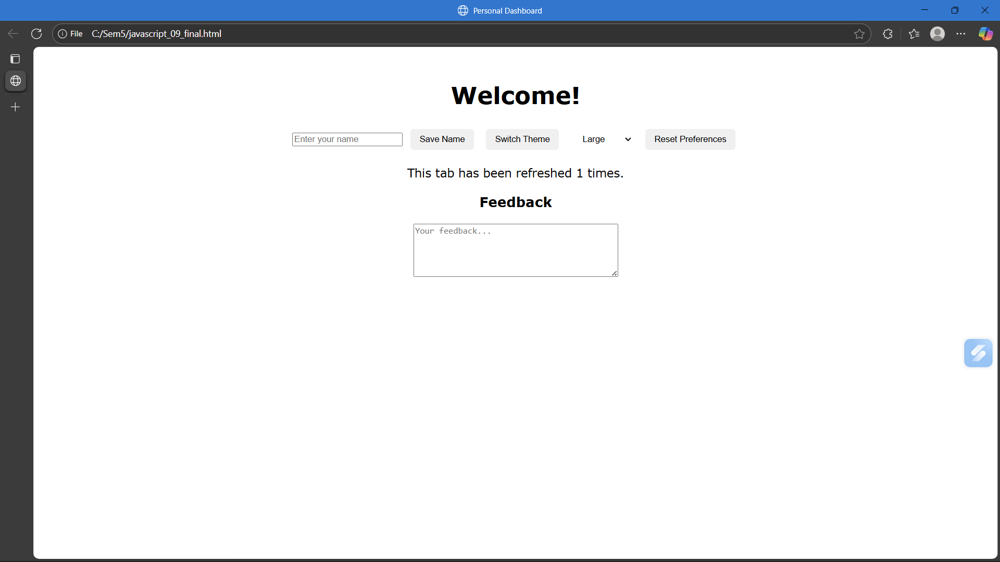 Personal Dashboard
File C:/Sem5/javascript_09_final.html
Welcome!
Enter your name Save Name Switch Theme Large Reset Preferences
This tab has been refreshed 1 times.
Feedback
Your feedback...